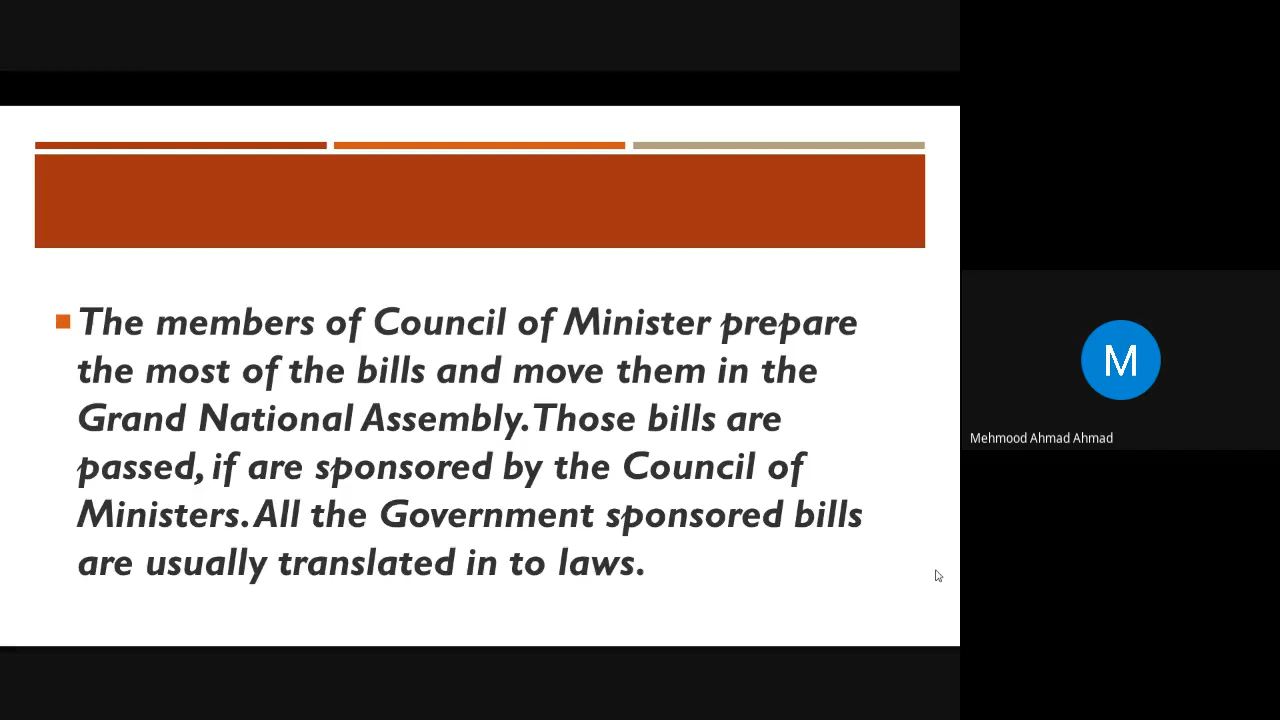 The members of Council of Minister prepare
the most of the bills and move them in the
Grand National Assembly. Those bills are
passed, if are sponsored by the Council of
Ministers. All the Government sponsored bills
are usually translated in to laws.
M
Mehmood Ahmad Ahmad